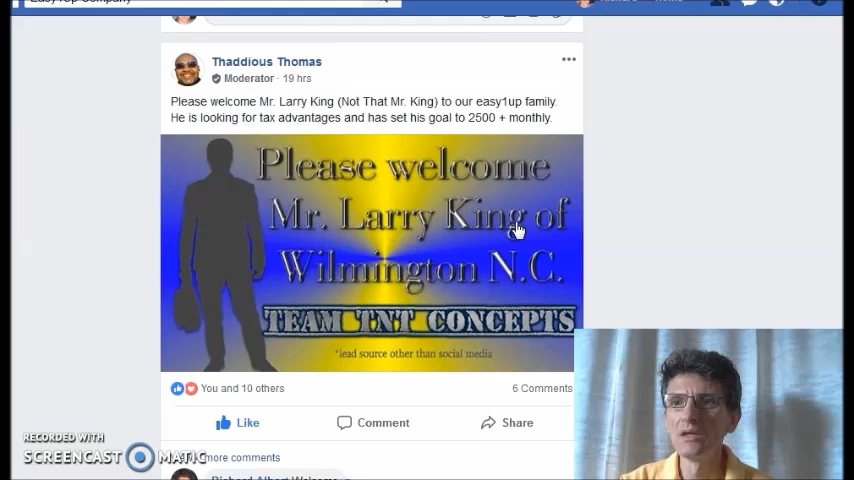 Thaddious Thomas
Moderator · 19 hrs
Please welcome Mr. Larry King (Not That Mr. King) to our easy1up family.
He is looking for tax advantages and has set his goal to 2500 + monthly.
Please welcome
Mr. Larry King of
Wilmington N.C.
TEAM TNT CONCEPTS
*lead source other than social media
You and 10 others
6 Comments
Like
Comment
Share
more comments
RECORDED WITH
SCREENCAST MATIC
Richard Albert Welcome